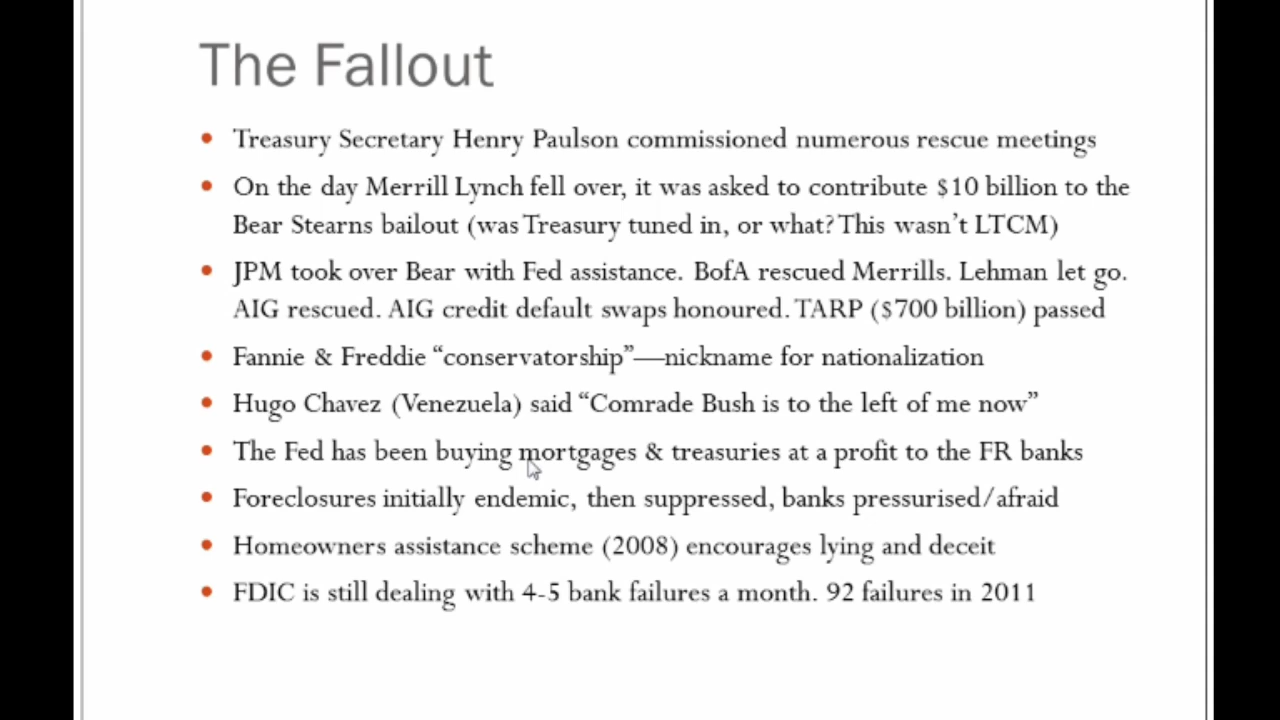 The Fallout
• Treasury Secretary Henry Paulson commissioned numerous rescue meetings
• On the day Merrill Lynch fell over, it was asked to contribute $10 billion to the
Bear Stearns bailout (was Treasury tuned in, or what? This wasn’t LTCM)
• JPM took over Bear with Fed assistance. BofA rescued Merrills. Lehman let go.
AIG rescued. AIG credit default swaps honoured. TARP ($700 billion) passed
• Fannie & Freddie “conservatorship”—nickname for nationalization
• Hugo Chavez (Venezuela) said “Comrade Bush is to the left of me now”
• The Fed has been buying mortgages & treasuries at a profit to the FR banks
• Foreclosures initially endemic, then suppressed, banks pressurised/afraid
• Homeowners assistance scheme (2008) encourages lying and deceit
• FDIC is still dealing with 4-5 bank failures a month. 92 failures in 2011